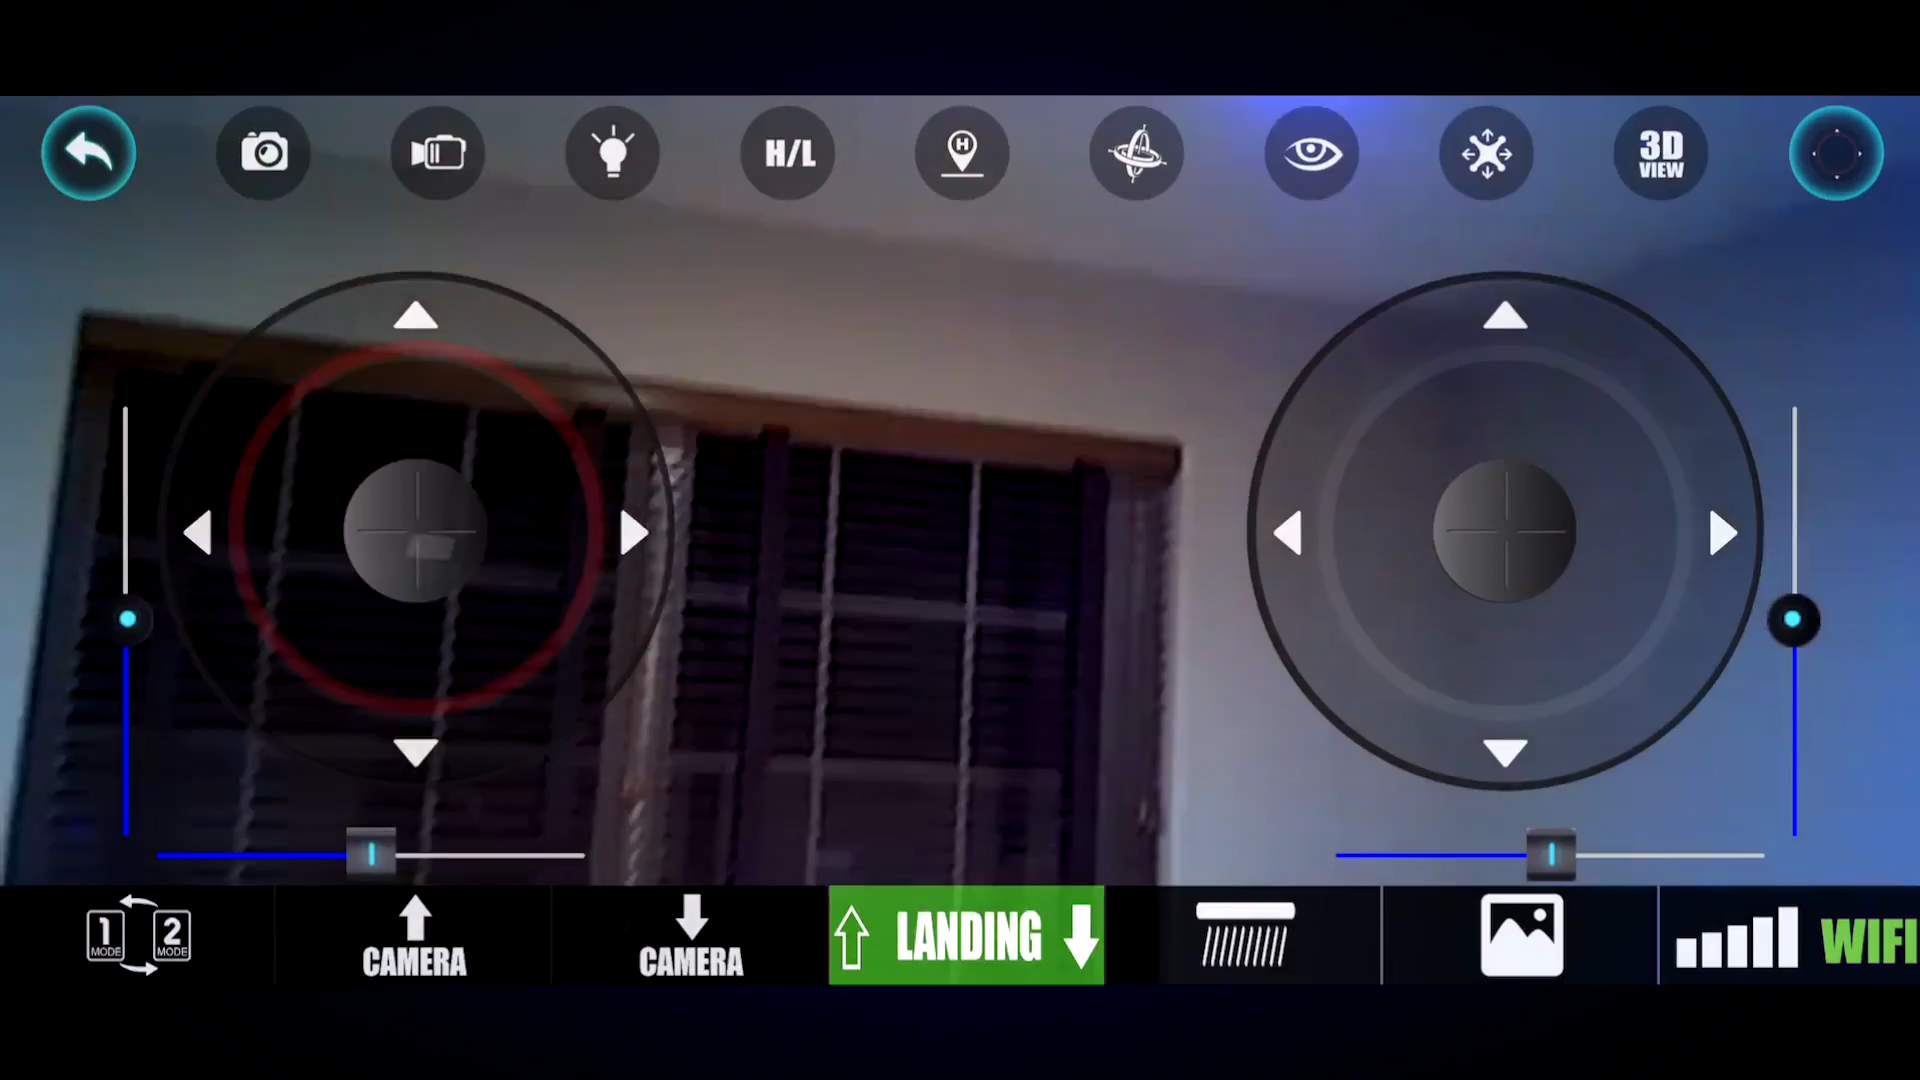 H/L
H
3D
VIEW
1
MODE
2
MODE
CAMERA
CAMERA
LANDING
WIFI